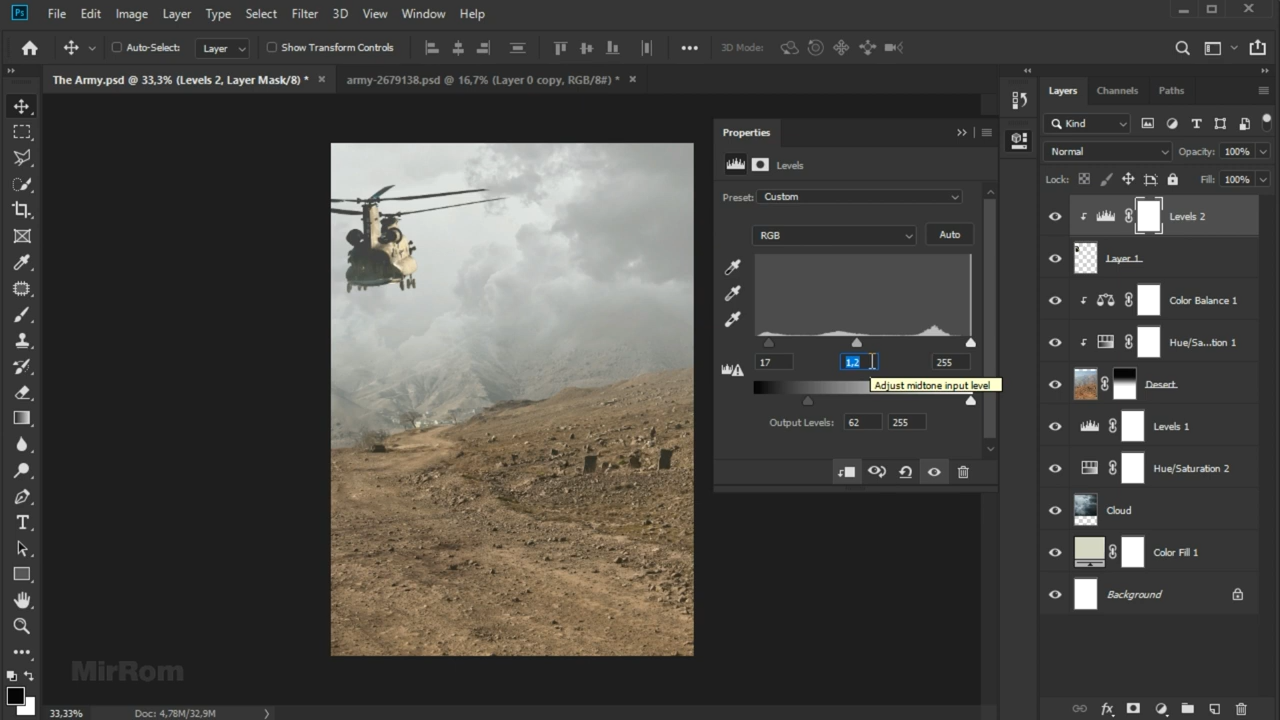 Ps File Edit Image Layer Type Select Filter 3D View Window Help
Auto-Select: Layer Show Transform Controls 3D Mode:
The Army.psd @ 33,3% (Levels 2, Layer Mask/8) * army-2679138.psd @ 16,7% (Layer 0 copy, RGB/8#) *
Properties
Levels
Preset: Custom
RGB Auto
17 1,2 255
Adjust midtone input level
Output Levels: 62 255
Layers Channels Paths
Kind
Normal Opacity: 100%
Lock: Fill: 100%
Levels 2
Layer 1
Color Balance 1
Hue/Sa...tion 1
Desert
Levels 1
Hue/Saturation 2
Cloud
Color Fill 1
Background
MirRom
33,33% Doc: 4,78M/32,9M